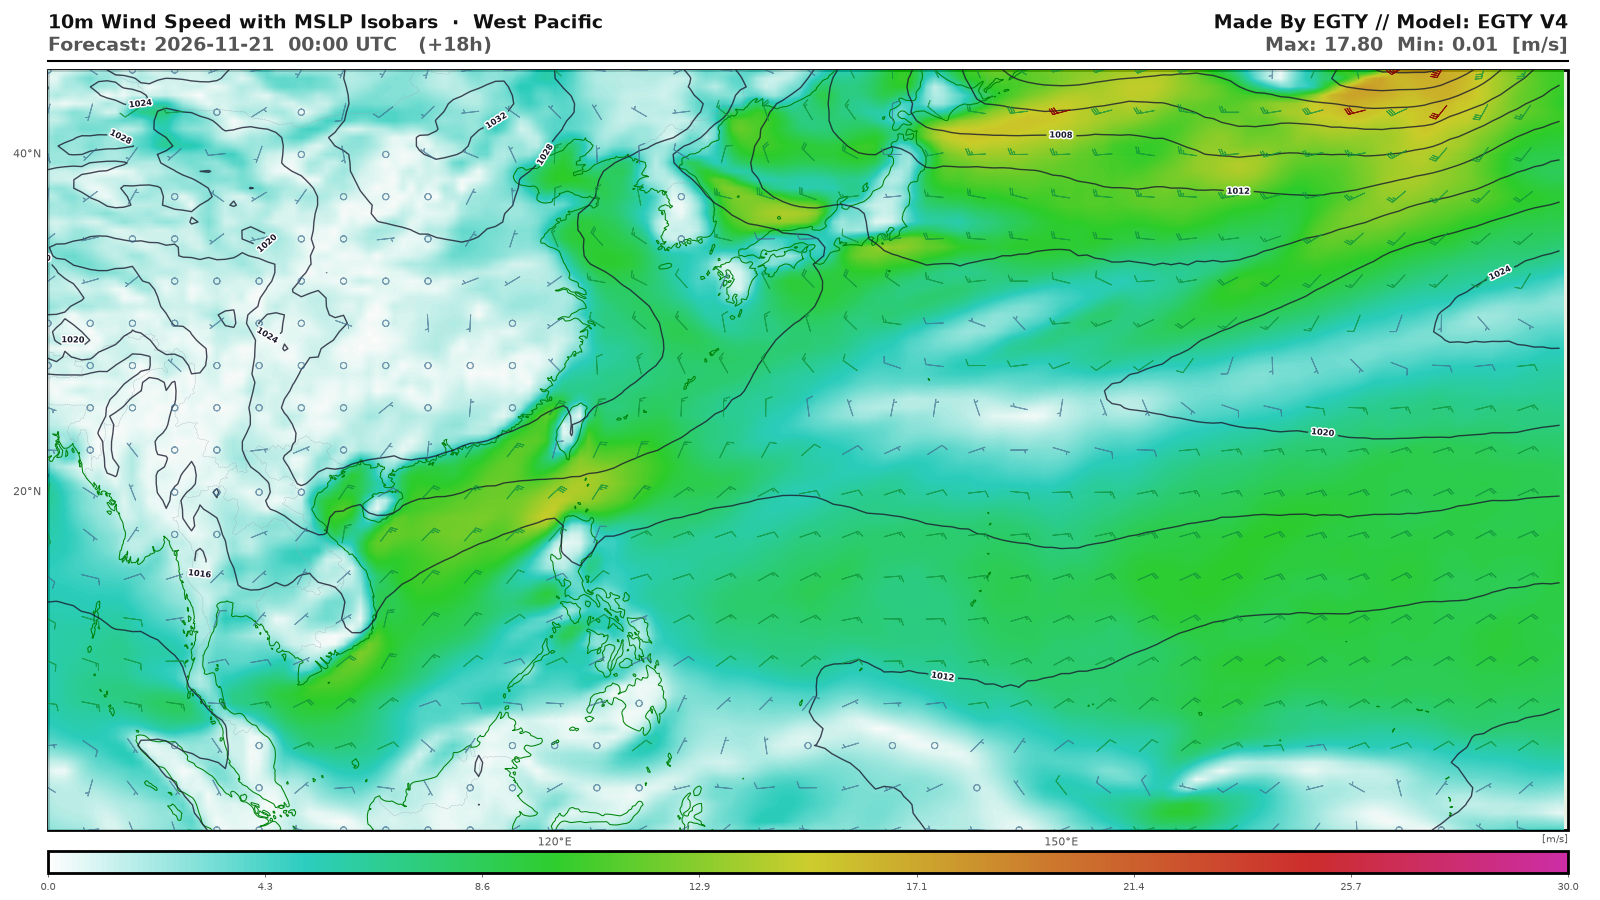 10m Wind Speed with MSLP Isobars · West Pacific
Made By EGTY // Model: EGTY V4
Forecast: 2026-11-21 00:00 UTC (+18h)
Max: 17.80 Min: 0.01 [m/s]
1024
1032
1028
1008
1028
40°N
1012
1020
1024
1024
1020
1020
20°N
1016
1012
120°E
150°E
[m/s]
0.0
4.3
8.6
12.9
17.1
21.4
25.7
30.0